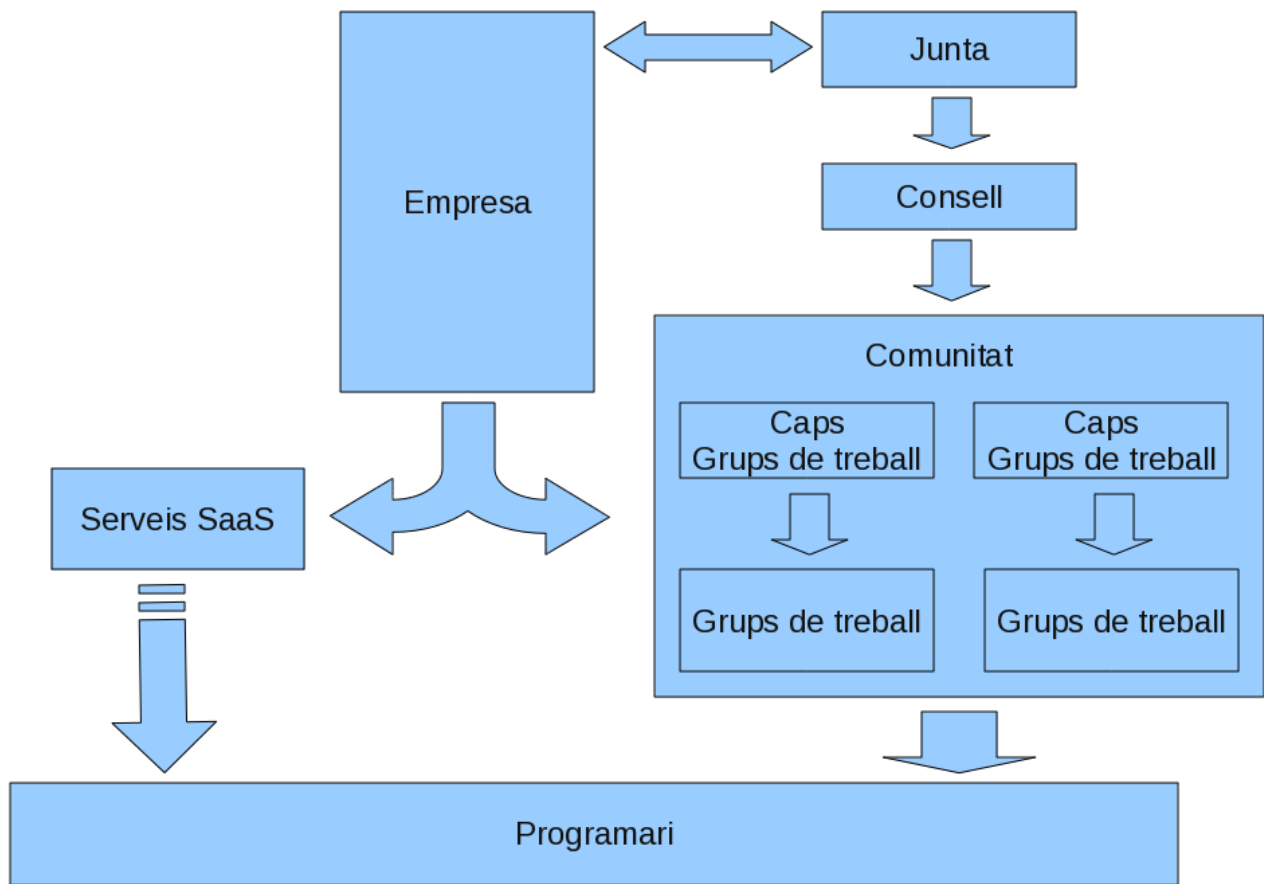 Junta
Empresa
Consell
Comunitat
Caps
Grups de treball
Caps
Grups de treball
Serveis SaaS
Grups de treball
Grups de treball
Programari